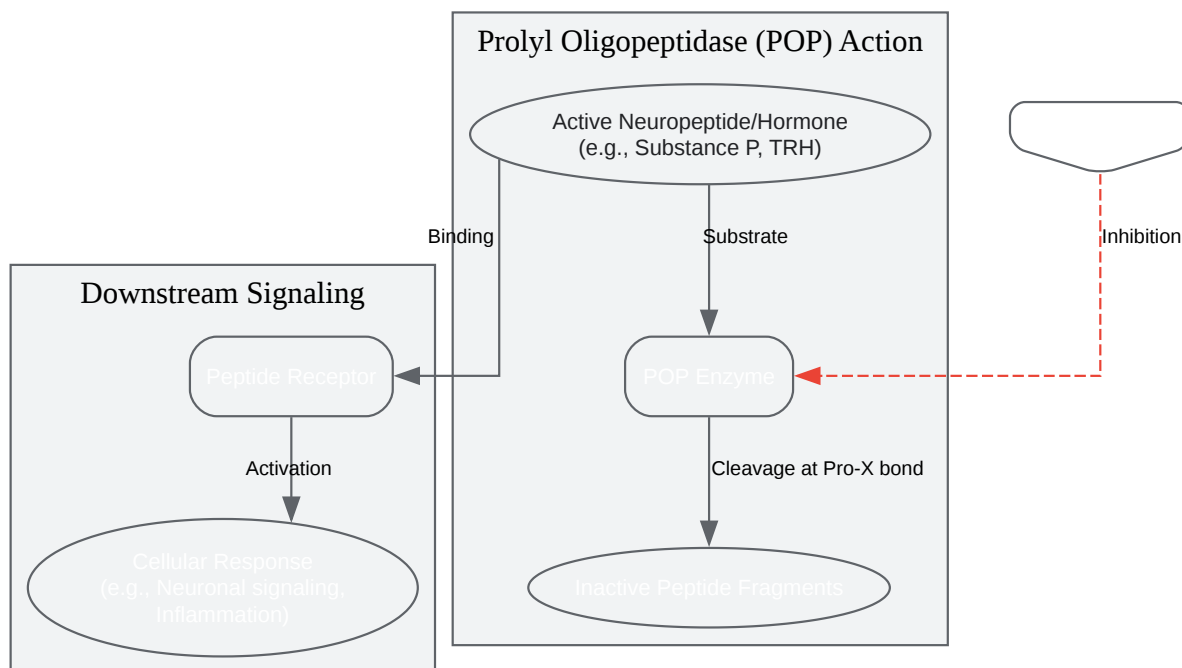 Prolyl Oligopeptidase (POP) Action
Active Neuropeptide/Hormone
(e.g., Substance P, TRH)
Binding
Substrate
Inhibition
Downstream Signaling
Peptide Receptor
POP Enzyme
Activation
Cleavage at Pro-X bond
Cellular Response
(e.g., Neuronal signaling,
Inflammation)
Inactive Peptide Fragments